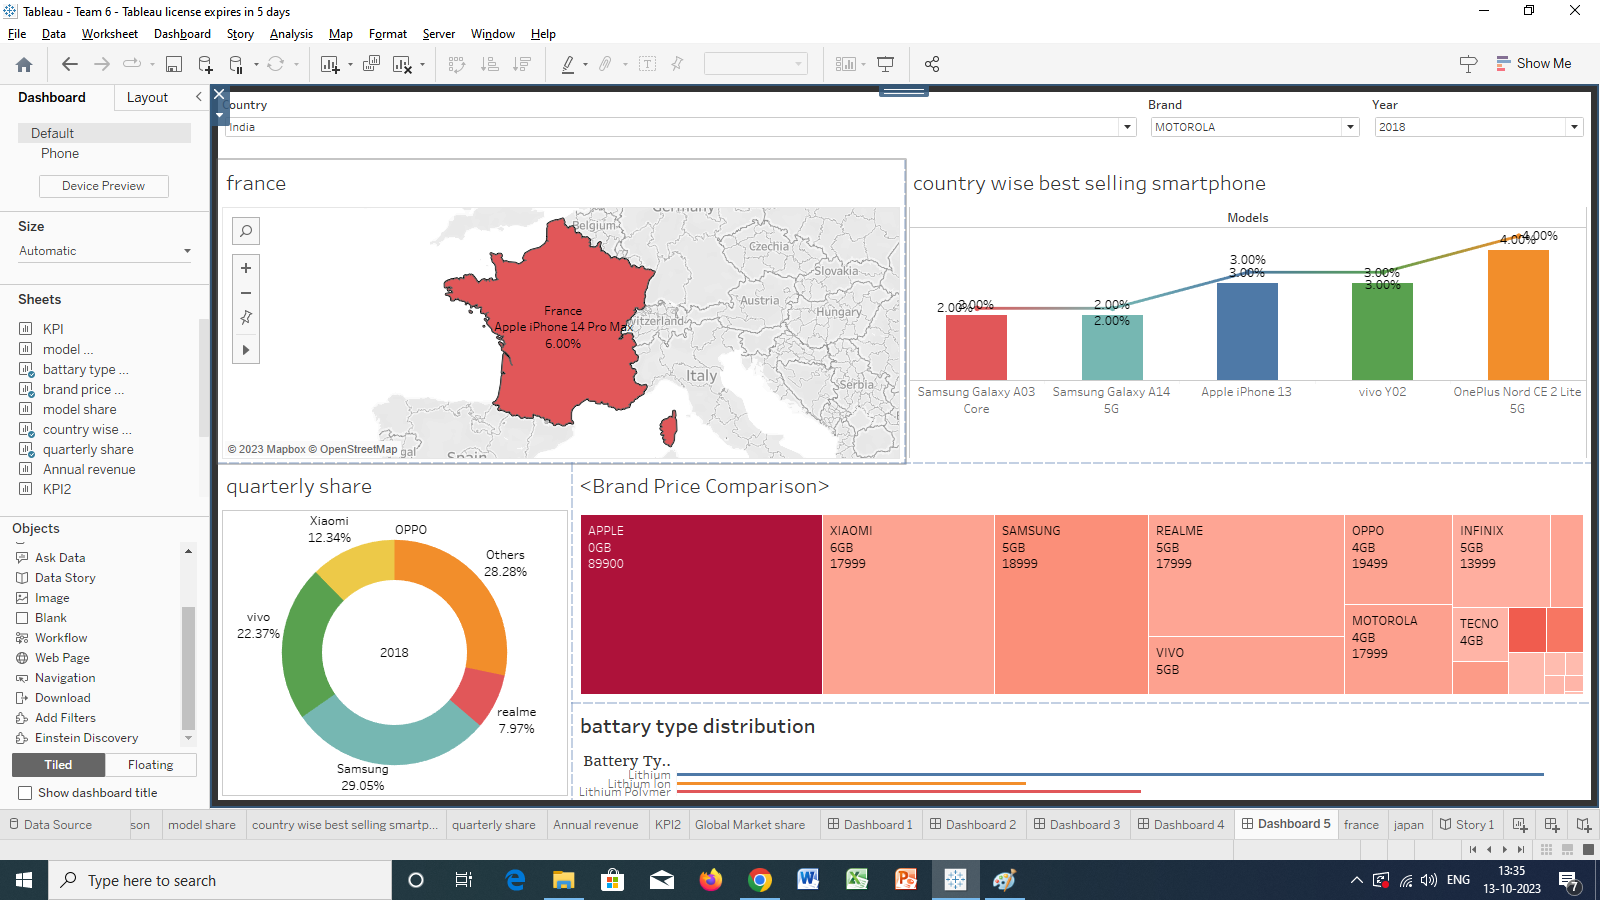 Tableau - Team 6 - Tableau license expires in 5 days
File Data Worksheet Dashboard Story Analysis Map Format Server Window Help
Show Me
Dashboard Layout
Default
Phone
Device Preview
Size
Automatic
Sheets
KPI
model ...
battary type ...
brand price ...
model share
country wise ...
quarterly share
Annual revenue
KPI2
Objects
Ask Data
Data Story
Image
Blank
Workflow
Web Page
Navigation
Download
Add Filters
Einstein Discovery
Tiled Floating
Show dashboard title
Country
India
Brand
MOTOROLA
Year
2018
france
Belgium
Germany
Czechia
Slovakia
Austria
Hungary
Switzerland
Italy
Serbia
Spain
France
Apple iPhone 14 Pro Max
6.00%
© 2023 Mapbox © OpenStreetMap
country wise best selling smartphone
Models
2.00%
2.00%
2.00%
2.00%
3.00%
3.00%
3.00%
3.00%
4.00%
4.00%
Samsung Galaxy A03
Core
Samsung Galaxy A14
5G
Apple iPhone 13
vivo Y02
OnePlus Nord CE 2 Lite
5G
quarterly share
Xiaomi
12.34%
OPPO
Others
28.28%
vivo
22.37%
2018
realme
7.97%
Samsung
29.05%
<Brand Price Comparison>
APPLE
0GB
89900
XIAOMI
6GB
17999
SAMSUNG
5GB
18999
REALME
5GB
17999
VIVO
5GB
OPPO
4GB
19499
MOTOROLA
4GB
17999
INFINIX
5GB
13999
TECNO
4GB
battary type distribution
Battery Ty..
Lithium
Lithium Ion
Lithium Polymer
Data Source son model share country wise best selling smartp... quarterly share Annual revenue KPI2 Global Market share Dashboard 1 Dashboard 2 Dashboard 3 Dashboard 4 Dashboard 5 france japan Story 1
Type here to search
ENG
13:35
13-10-2023
7